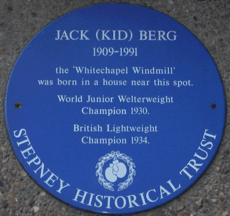 JACK (KID) BERG
1909-1991
the 'Whitechapel Windmill'
was born in a house near this spot.
World Junior Welterweight
Champion 1930.
British Lightweight
Champion 1934.
STEPNEY HISTORICAL TRUST